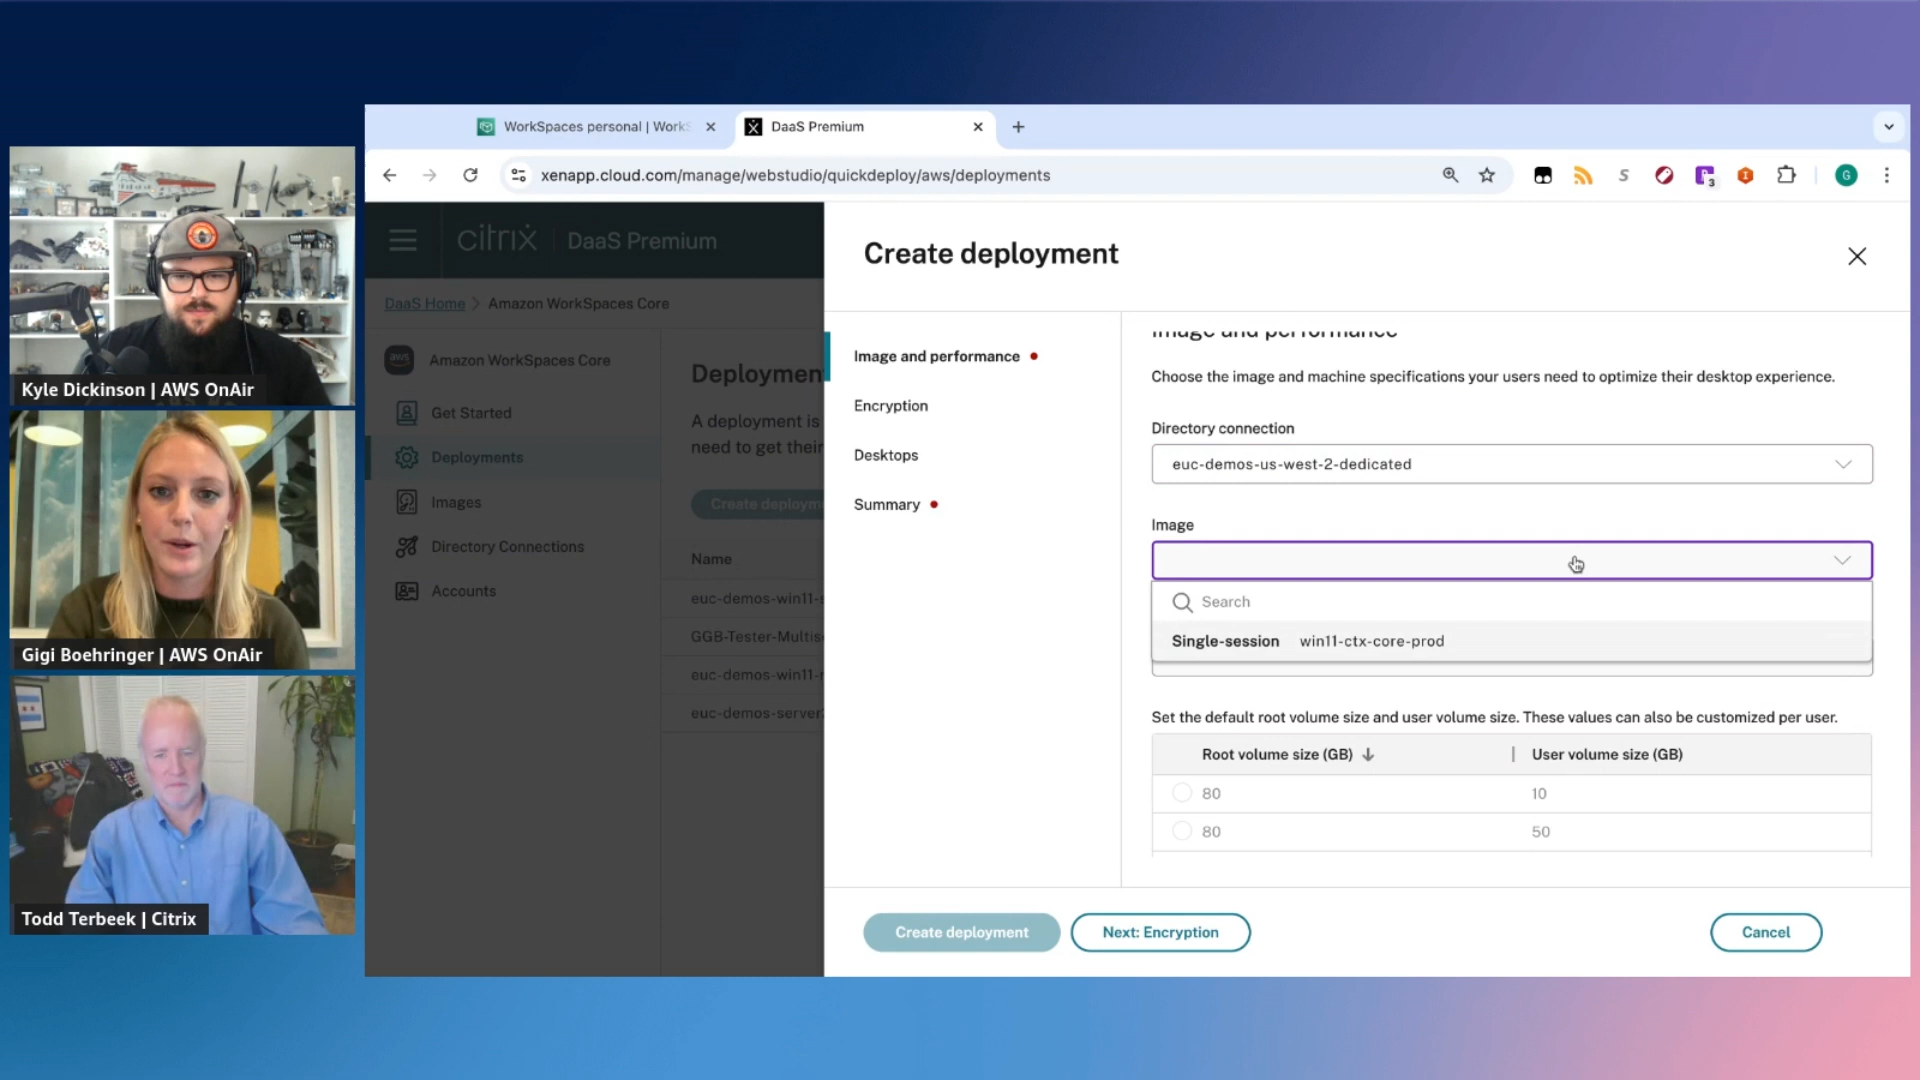 WorkSpaces personal | Work
DaaS Premium
xenapp.cloud.com/manage/webstudio/quickdeploy/aws/deployments
S
3
G
citrix
DaaS Premium
DaaS Home > Amazon WorkSpaces Core
aws
Amazon WorkSpaces Core
Get Started
Deployments
Images
Directory Connections
Accounts
Deploymen
A deployment is
need to get their
Create deploym
Name
euc-demos-win11-s
GGB-Tester-Multis
euc-demos-win11-
euc-demos-server
Create deployment
Image and performance
Encryption
Desktops
Summary
Image and performance
Choose the image and machine specifications your users need to optimize their desktop experience.
Directory connection
euc-demos-us-west-2-dedicated
Image
Search
Single-session win11-ctx-core-prod
Set the default root volume size and user volume size. These values can also be customized per user.
Root volume size (GB) User volume size (GB)
80 10
80 50
Create deployment
Next: Encryption
Cancel
Kyle Dickinson | AWS OnAir
Gigi Boehringer | AWS OnAir
Todd Terbeek | Citrix